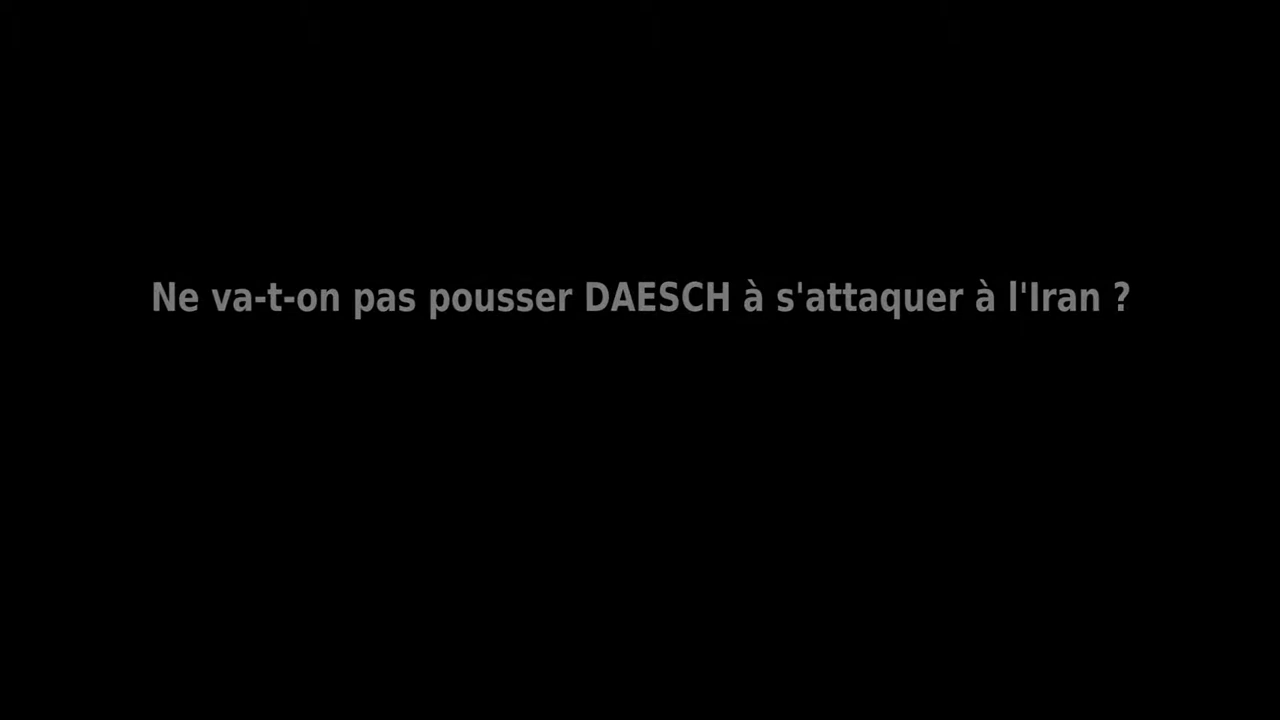 Ne va-t-on pas pousser DAESCH à s'attaquer à l'Iran ?